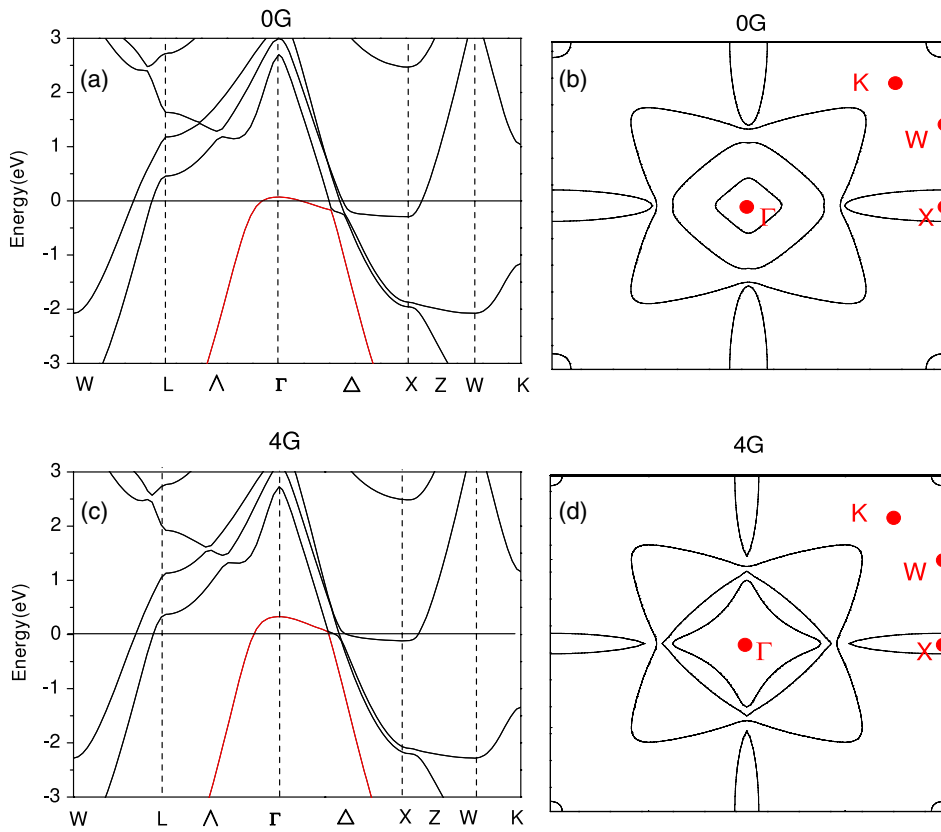 0G
0G
(a)
(b)
Energy(eV)
3
2
1
0
-1
-2
-3
W
L
Λ
Γ
Δ
X
Z
W
K
K
W
X
Γ
4G
4G
(c)
(d)
Energy(eV)
3
2
1
0
-1
-2
-3
W
L
Λ
Γ
Δ
X
Z
W
K
K
W
X
Γ